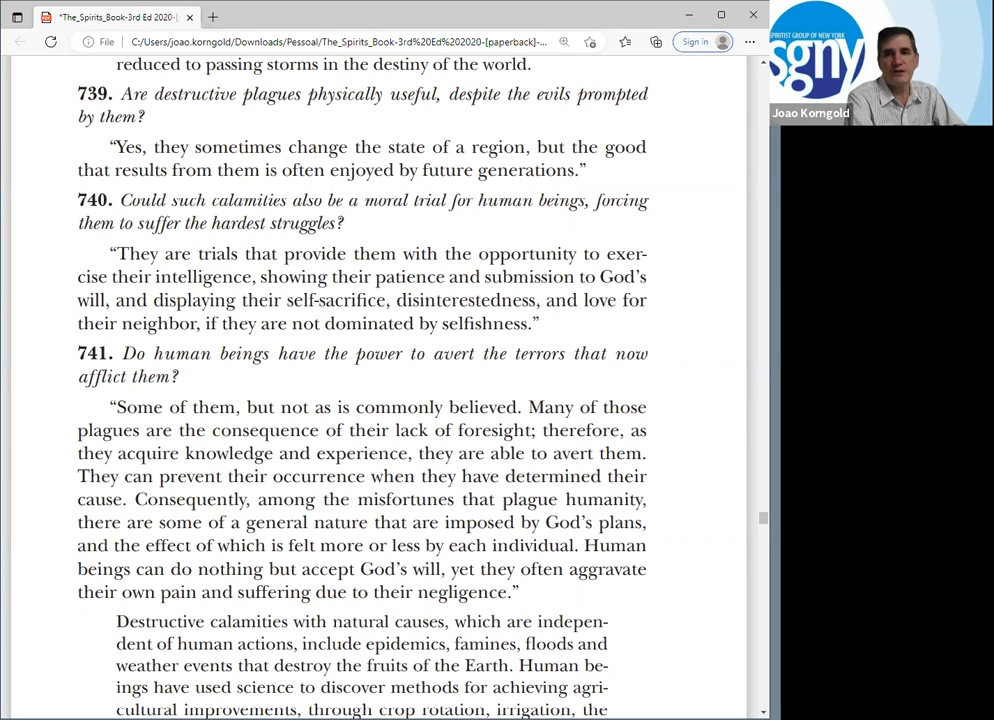 *The_Spirits_Book-3rd Ed 2020-[
File
C:/Users/joao.korngold/Downloads/Pessoal/The_Spirits_Book-3rd%20Ed%202020-[paperback]-...
Sign in
SPIRITIST GROUP OF NEW YORK
sgny
Joao Korngold
reduced to passing storms in the destiny of the world.
739. Are destructive plagues physically useful, despite the evils prompted
by them?
“Yes, they sometimes change the state of a region, but the good
that results from them is often enjoyed by future generations.”
740. Could such calamities also be a moral trial for human beings, forcing
them to suffer the hardest struggles?
“They are trials that provide them with the opportunity to exer-
cise their intelligence, showing their patience and submission to God’s
will, and displaying their self-sacrifice, disinterestedness, and love for
their neighbor, if they are not dominated by selfishness.”
741. Do human beings have the power to avert the terrors that now
afflict them?
“Some of them, but not as is commonly believed. Many of those
plagues are the consequence of their lack of foresight; therefore, as
they acquire knowledge and experience, they are able to avert them.
They can prevent their occurrence when they have determined their
cause. Consequently, among the misfortunes that plague humanity,
there are some of a general nature that are imposed by God’s plans,
and the effect of which is felt more or less by each individual. Human
beings can do nothing but accept God’s will, yet they often aggravate
their own pain and suffering due to their negligence.”
Destructive calamities with natural causes, which are indepen-
dent of human actions, include epidemics, famines, floods and
weather events that destroy the fruits of the Earth. Human be-
ings have used science to discover methods for achieving agri-
cultural improvements, through crop rotation, irrigation, the